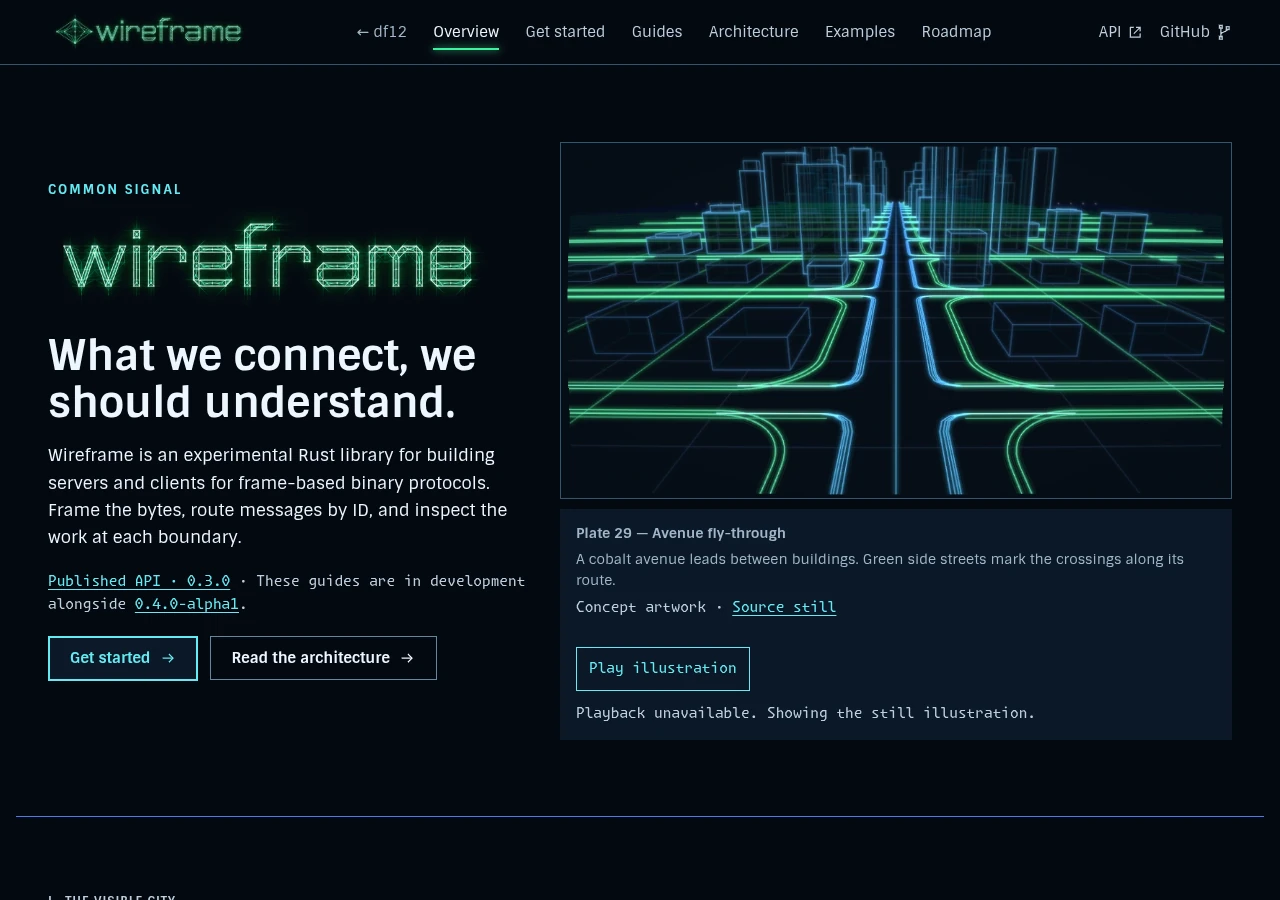 wireframe
← df12 Overview Get started Guides Architecture Examples Roadmap API GitHub
COMMON SIGNAL
wireframe
What we connect, we
should understand.
Wireframe is an experimental Rust library for building
servers and clients for frame-based binary protocols.
Frame the bytes, route messages by ID, and inspect the
work at each boundary.
Published API · 0.3.0 · These guides are in development
alongside 0.4.0-alpha1.
Get started →
Read the architecture →
Plate 29 — Avenue fly-through
A cobalt avenue leads between buildings. Green side streets mark the crossings along its
route.
Concept artwork · Source still
Play illustration
Playback unavailable. Showing the still illustration.
I. THE VISIBLE CITY